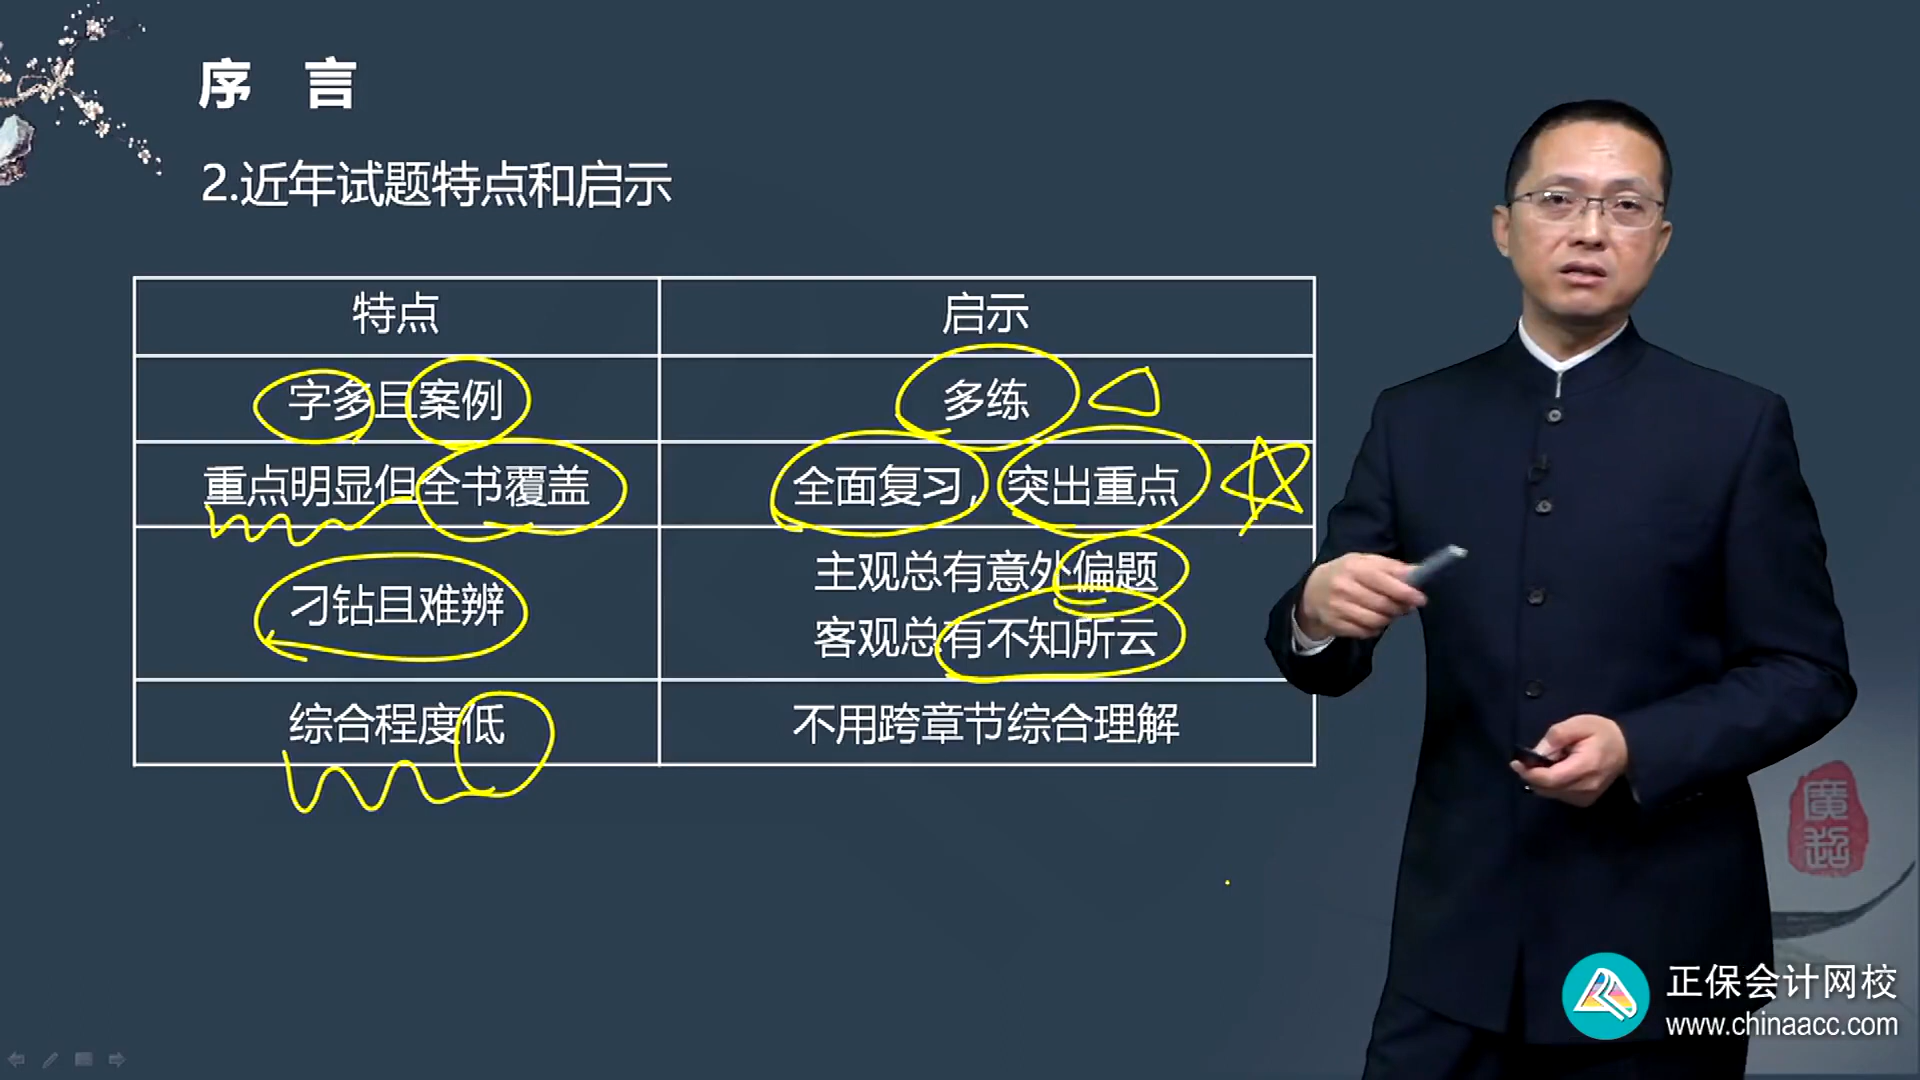 序 言
2.近年试题特点和启示
特点
启示
字多且案例
多练
重点明显但全书覆盖
全面复习，突出重点
刁钻且难辨
主观总有意外偏题
客观总有不知所云
综合程度低
不用跨章节综合理解
廣超
正保会计网校
www.chinaacc.com